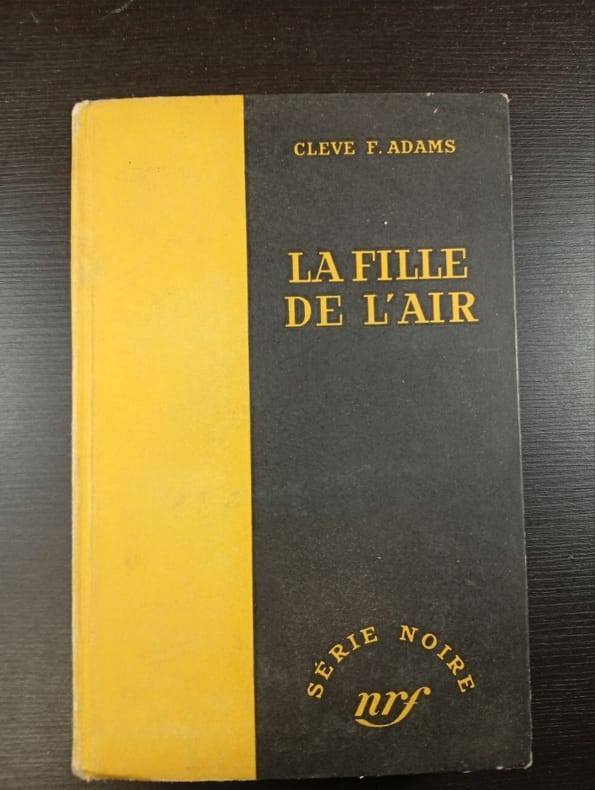 CLEVE F. ADAMS
LA FILLE
DE L'AIR
SÉRIE NOIRE
nrf